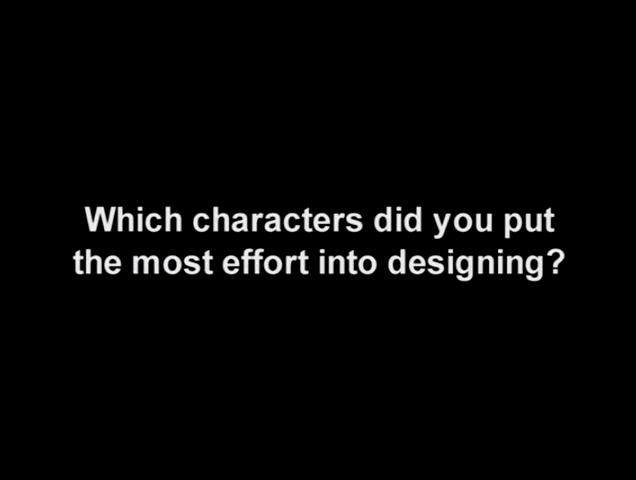 Which characters did you put
the most effort into designing?